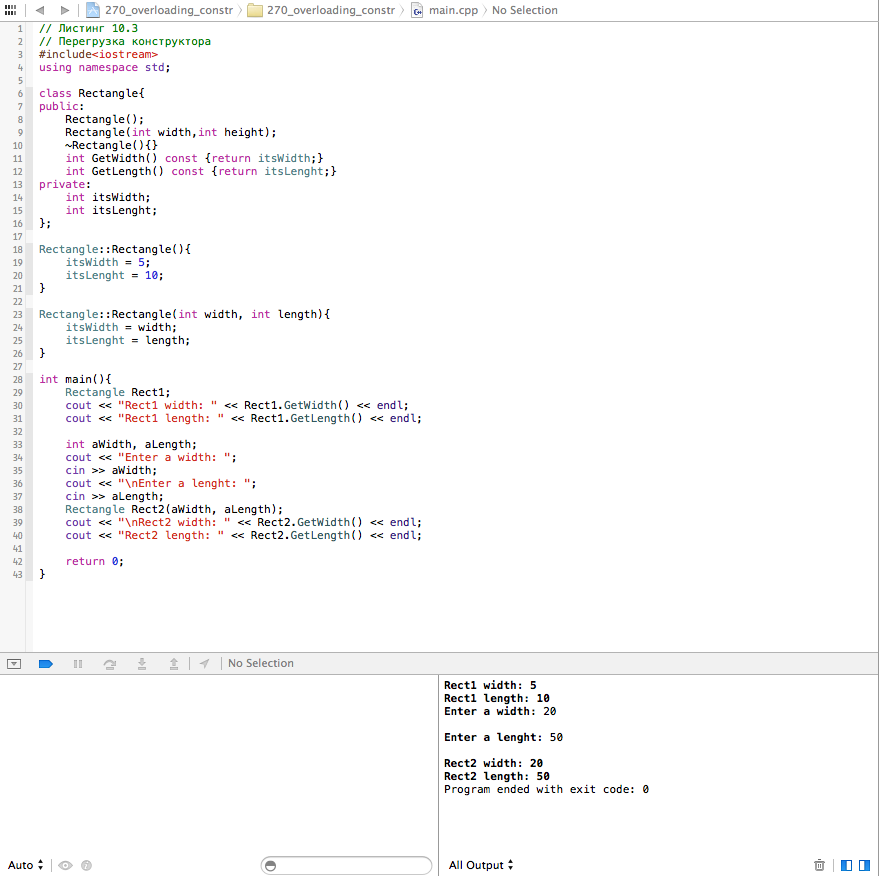 270_overloading_constr 270_overloading_constr main.cpp No Selection
1 // Листинг 10.3
2 // Перегрузка конструктора
3 #include<iostream>
4 using namespace std;
5
6 class Rectangle{
7 public:
8     Rectangle();
9     Rectangle(int width,int height);
10     ~Rectangle(){}
11     int GetWidth() const {return itsWidth;}
12     int GetLength() const {return itsLenght;}
13 private:
14     int itsWidth;
15     int itsLenght;
16 };
17
18 Rectangle::Rectangle(){
19     itsWidth = 5;
20     itsLenght = 10;
21 }
22
23 Rectangle::Rectangle(int width, int length){
24     itsWidth = width;
25     itsLenght = length;
26 }
27
28 int main(){
29     Rectangle Rect1;
30     cout << "Rect1 width: " << Rect1.GetWidth() << endl;
31     cout << "Rect1 length: " << Rect1.GetLength() << endl;
32
33     int aWidth, aLength;
34     cout << "Enter a width: ";
35     cin >> aWidth;
36     cout << "\nEnter a lenght: ";
37     cin >> aLength;
38     Rectangle Rect2(aWidth, aLength);
39     cout << "\nRect2 width: " << Rect2.GetWidth() << endl;
40     cout << "Rect2 length: " << Rect2.GetLength() << endl;
41
42     return 0;
43 }
No Selection
Rect1 width: 5
Rect1 length: 10
Enter a width: 20
Enter a lenght: 50
Rect2 width: 20
Rect2 length: 50
Program ended with exit code: 0
Auto
All Output